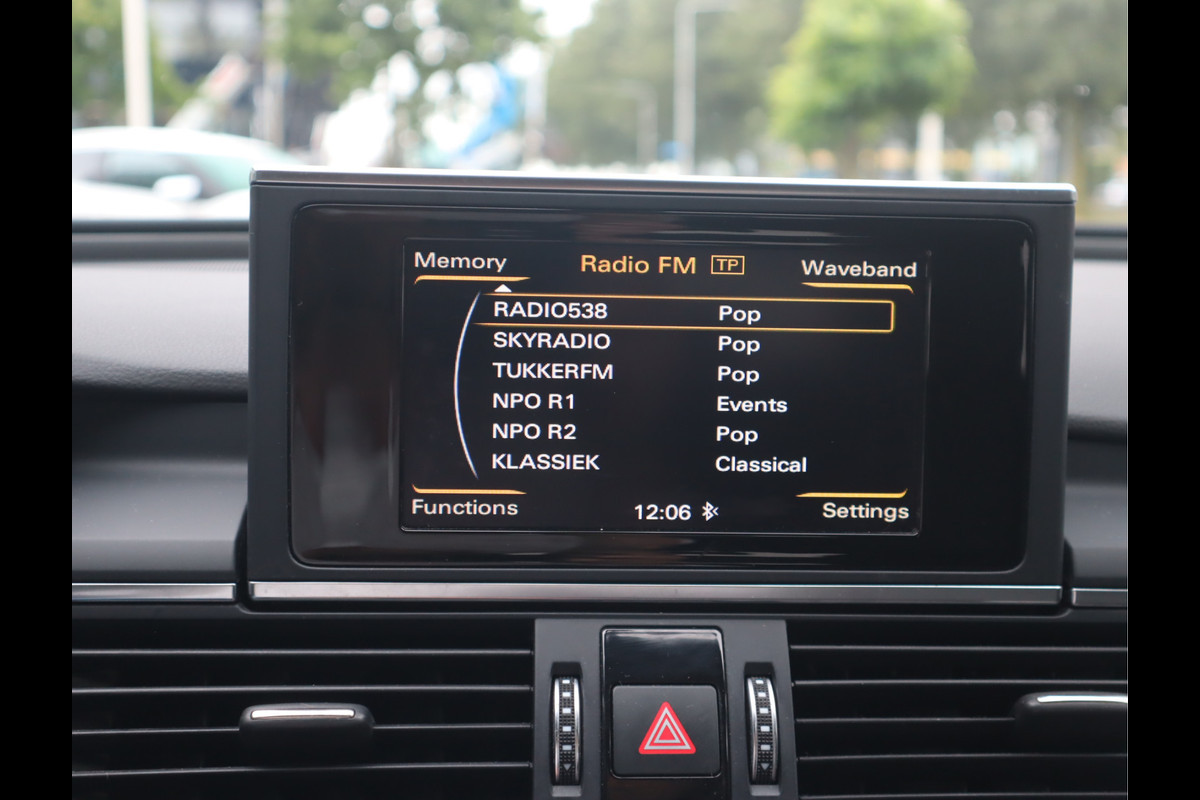 Memory Radio FM TP Waveband
RADIO538 Pop
SKYRADIO Pop
TUKKERFM Pop
NPO R1 Events
NPO R2 Pop
KLASSIEK Classical
Functions 12:06 Settings